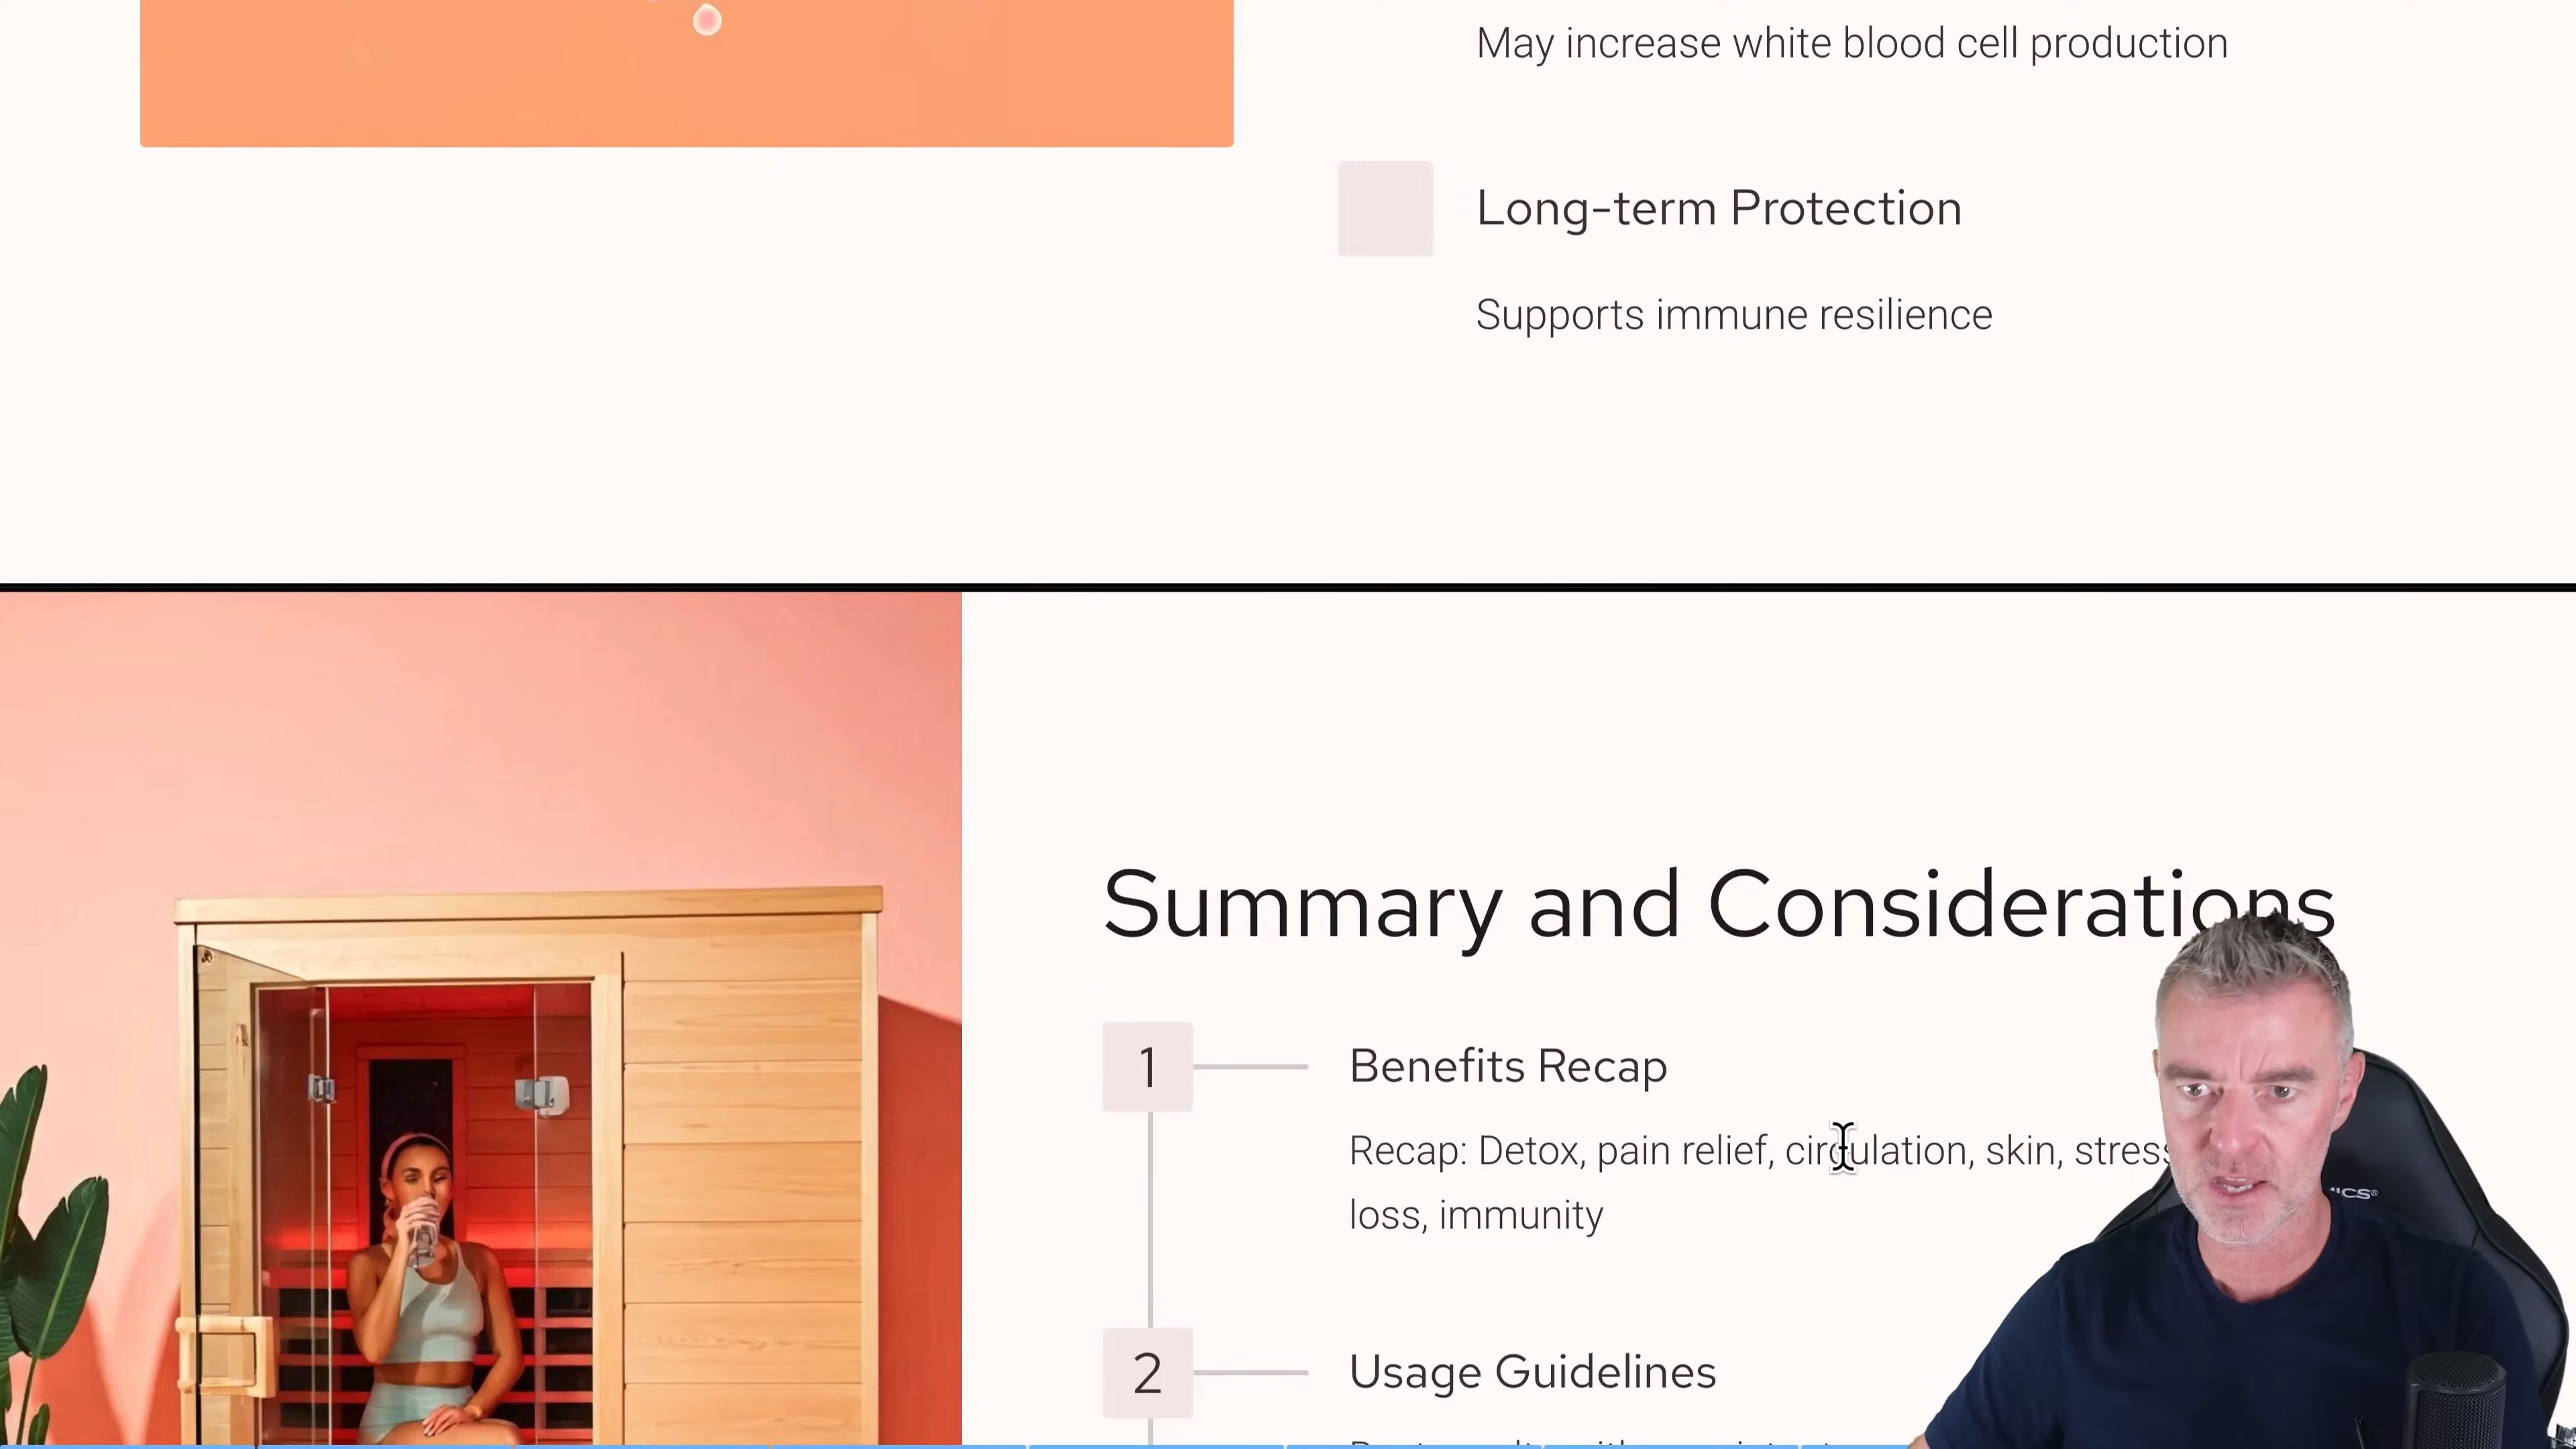 May increase white blood cell production
Long-term Protection
Supports immune resilience
Summary and Considerations
1
Benefits Recap
Recap: Detox, pain relief, circulation, skin, stress
loss, immunity
2
Usage Guidelines